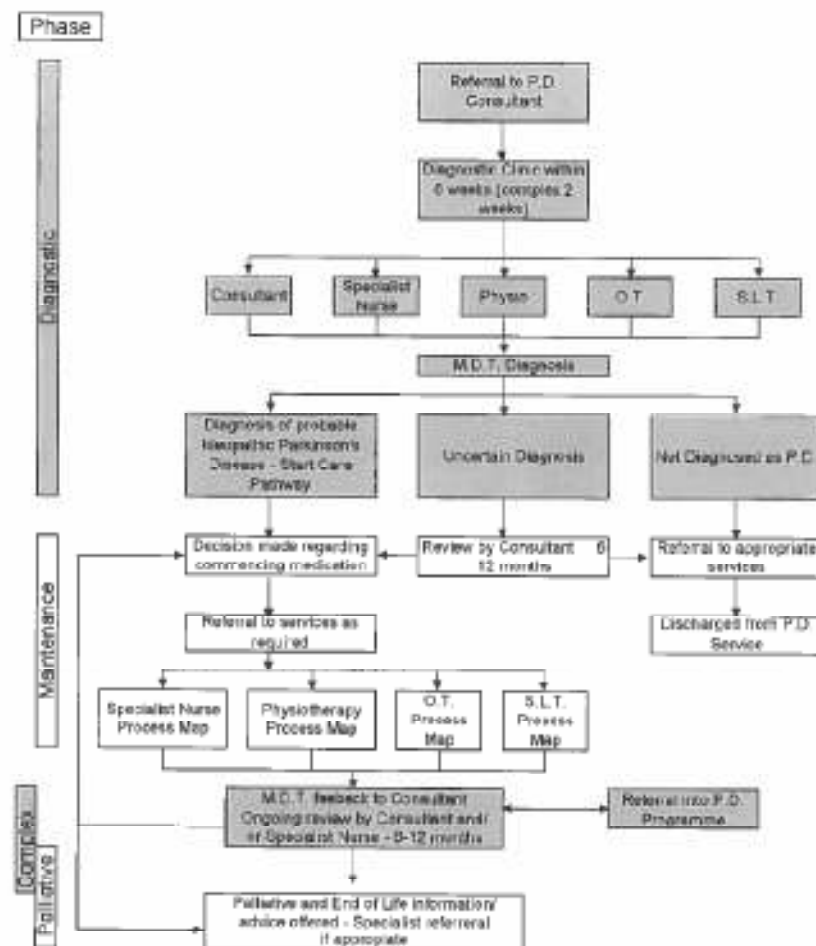 Phase
Diagnostic
Referral to P.D.
Consultant
Diagnostic Clinic within
6 weeks (complex 2
weeks)
Consultant
Specialist
Nurse
Physio
O.T.
S.L.T.
M.D.T. Diagnosis
Diagnosis of probable
Idiopathic Parkinson's
Disease - Start Care
Pathway
Uncertain Diagnosis
Not Diagnosed as P.D.
Maintenance
Decision made regarding
commencing medication
Review by Consultant 6
12 months
Referral to appropriate
services
Referral to services as
required
Discharged from P.D.
Service
Specialist Nurse
Process Map
Physiotherapy
Process Map
O.T.
Process
Map
S.L.T.
Process
Map
Complex
M.D.T. feeback to Consultant
Ongoing review by Consultant and/
or Specialist Nurse - 6-12 months
Referral into P.D.
Programme
Palliative
Palliative and End of Life information/
advice offered - Specialist referreral
if appropiate